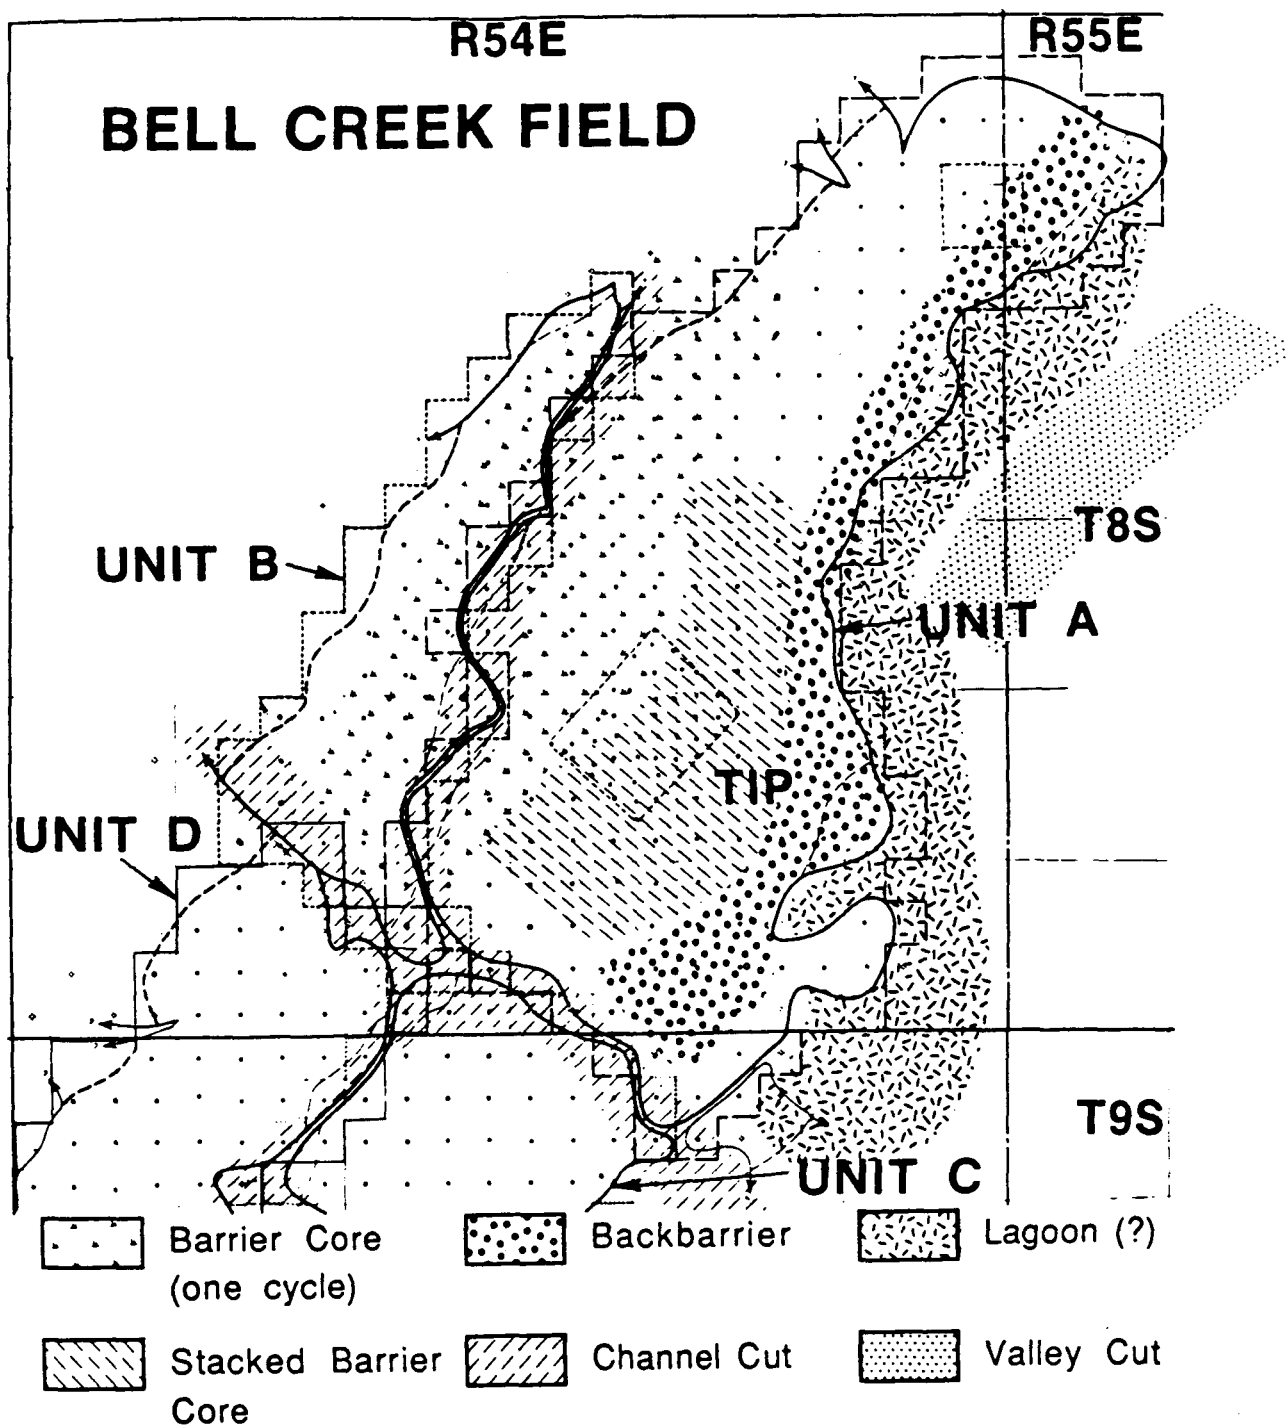 R54E
R55E
BELL CREEK FIELD
T8S
UNIT B
UNIT A
TIP
UNIT D
T9S
UNIT C
Barrier Core
(one cycle)
Backbarrier
Lagoon (?)
Stacked Barrier
Core
Channel Cut
Valley Cut